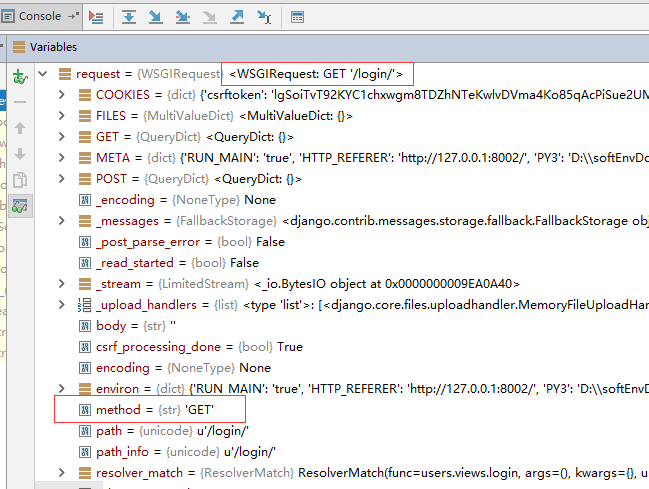 Console
Variables
request = {WSGIRequest} <WSGIRequest: GET '/login/'>
COOKIES = {dict} {'csrftoken': 'lgSoiTvT92KYC1chxwgm8TDZhNTeKwlvDVma4Ko85qAcPiSue2UM
FILES = {MultiValueDict} <MultiValueDict: {}>
GET = {QueryDict} <QueryDict: {}>
META = {dict} {'RUN_MAIN': 'true', 'HTTP_REFERER': 'http://127.0.0.1:8002/', 'PY3': 'D:\\softEnvDo
POST = {QueryDict} <QueryDict: {}>
_encoding = {NoneType} None
_messages = {FallbackStorage} <django.contrib.messages.storage.fallback.FallbackStorage obj
_post_parse_error = {bool} False
_read_started = {bool} False
_stream = {LimitedStream} <_io.BytesIO object at 0x0000000009EA0A40>
_upload_handlers = {list} <type 'list'>: [<django.core.files.uploadhandler.MemoryFileUploadHan
body = {str} ''
csrf_processing_done = {bool} True
encoding = {NoneType} None
environ = {dict} {'RUN_MAIN': 'true', 'HTTP_REFERER': 'http://127.0.0.1:8002/', 'PY3': 'D:\\softEnvD
method = {str} 'GET'
path = {unicode} u'/login/'
path_info = {unicode} u'/login/'
resolver_match = {ResolverMatch} ResolverMatch(func=users.views.login, args=(), kwargs={}, u